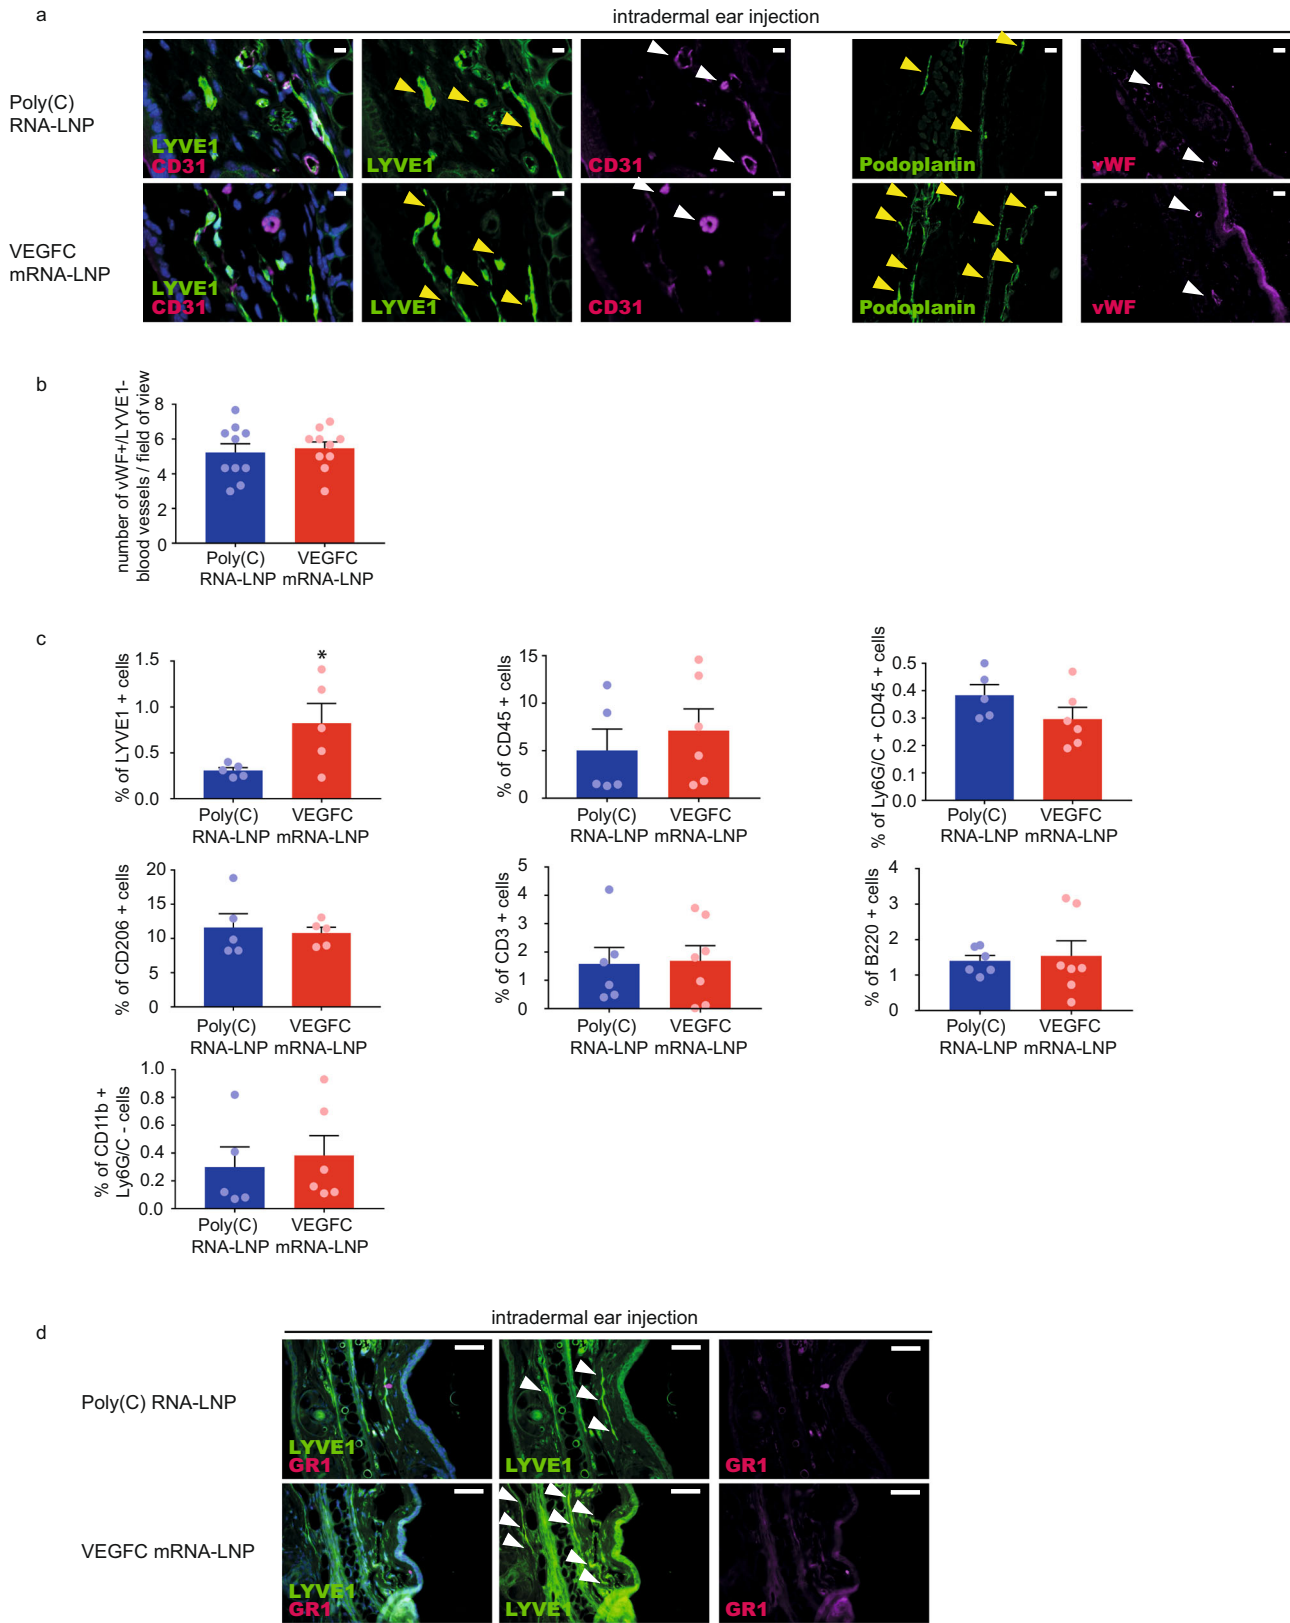 a
intradermal ear injection
Poly(C)
RNA-LNP
LYVE1
CD31
LYVE1
CD31
Podoplanin
vWF
VEGFC
mRNA-LNP
LYVE1
CD31
LYVE1
CD31
Podoplanin
vWF
b
number of vWF+/LYVE1-
blood vessels / field of view
8
6
4
2
0
Poly(C)
RNA-LNP
VEGFC
mRNA-LNP
c
% of LYVE1 + cells
1.5
1.0
0.5
0.0
*
Poly(C)
RNA-LNP
VEGFC
mRNA-LNP
% of CD45 + cells
15
10
5
0
Poly(C)
RNA-LNP
VEGFC
mRNA-LNP
% of Ly6G/C + CD45 + cells
0.5
0.4
0.3
0.2
0.1
0.0
Poly(C)
RNA-LNP
VEGFC
mRNA-LNP
% of CD206 + cells
20
15
10
5
0
Poly(C)
RNA-LNP
VEGFC
mRNA-LNP
% of CD3 + cells
5
4
3
2
1
0
Poly(C)
RNA-LNP
VEGFC
mRNA-LNP
% of B220 + cells
4
3
2
1
0
Poly(C)
RNA-LNP
VEGFC
mRNA-LNP
% of CD11b +
Ly6G/C - cells
1.0
0.8
0.6
0.4
0.2
0.0
Poly(C)
RNA-LNP
VEGFC
mRNA-LNP
d
intradermal ear injection
Poly(C) RNA-LNP
LYVE1
GR1
LYVE1
GR1
VEGFC mRNA-LNP
LYVE1
GR1
LYVE1
GR1